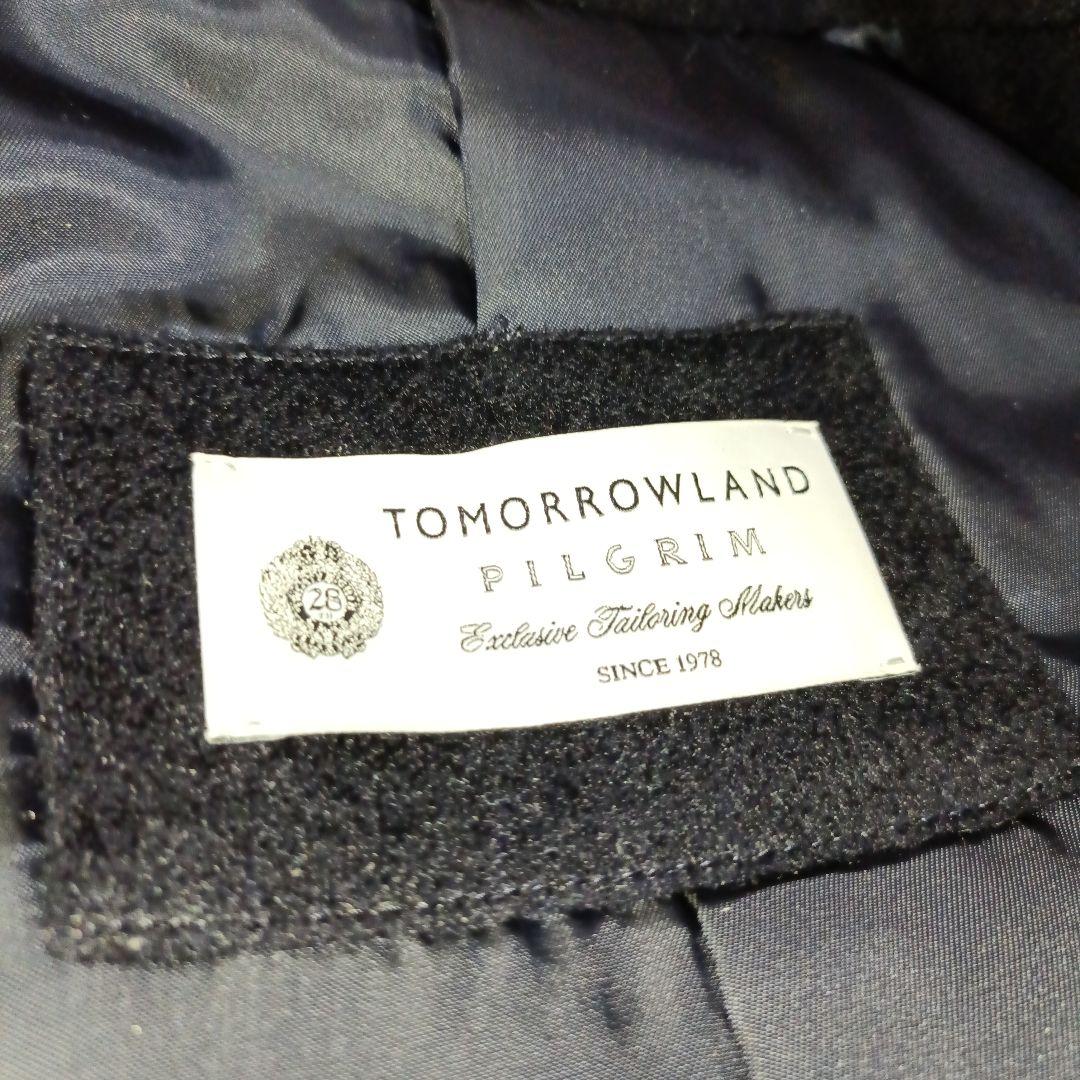 TOMORROWLAND
PILGRIM
Exclusive Tailoring Makers
SINCE 1978
28